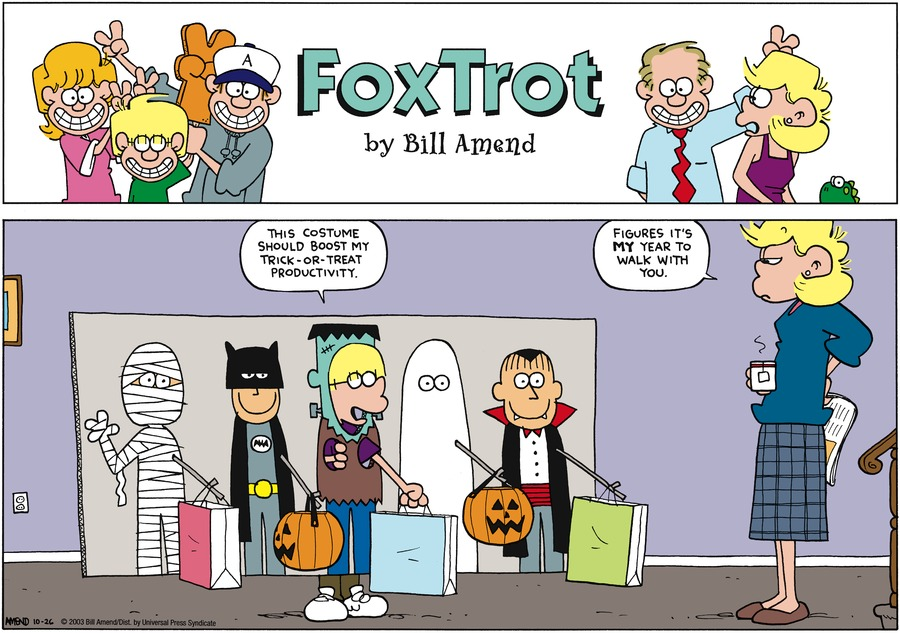 A
FoxTrot
by Bill Amend
THIS COSTUME
SHOULD BOOST MY
TRICK-OR-TREAT
PRODUCTIVITY.
FIGURES IT'S
MY YEAR TO
WALK WITH
YOU.
AMEND 10-26 © 2003 Bill Amend/Dist. by Universal Press Syndicate